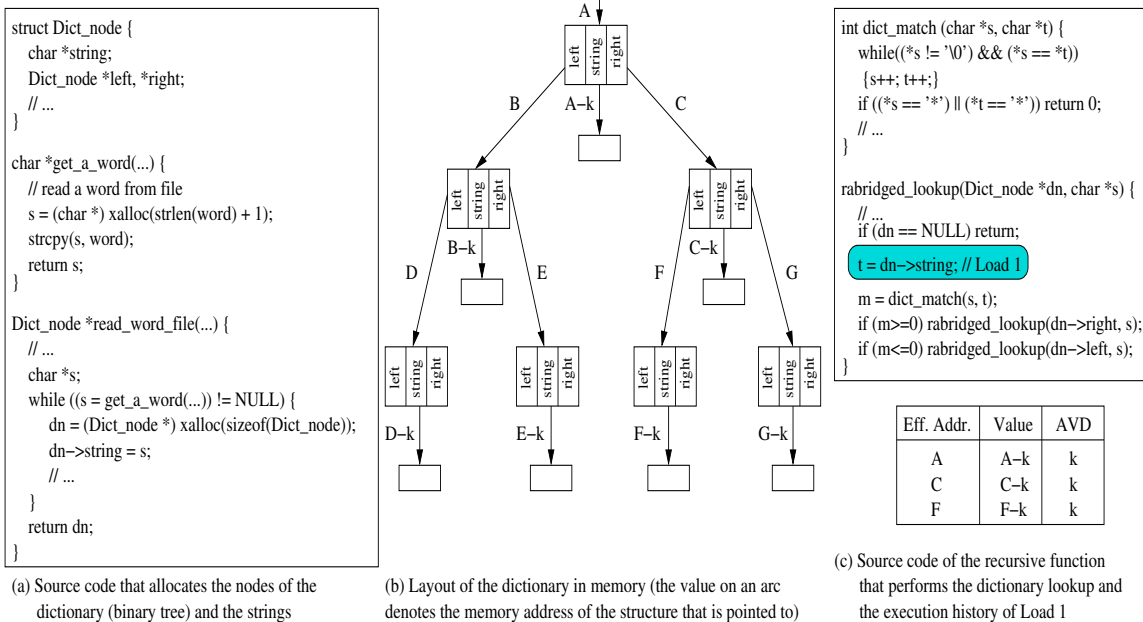 struct Dict_node {
char *string;
Dict_node *left, *right;
// ...
}
char *get_a_word(...) {
// read a word from file
s = (char *) xalloc(strlen(word) + 1);
strcpy(s, word);
return s;
}
Dict_node *read_word_file(...) {
// ...
char *s;
while ((s = get_a_word(...)) != NULL) {
dn = (Dict_node *) xalloc(sizeof(Dict_node));
dn->string = s;
// ...
}
return dn;
}
(a) Source code that allocates the nodes of the
dictionary (binary tree) and the strings
A
left
string
right
B
A-k
C
left
string
right
left
string
right
B-k
C-k
D
E
F
G
left
string
right
left
string
right
left
string
right
left
string
right
D-k
E-k
F-k
G-k
(b) Layout of the dictionary in memory (the value on an arc
denotes the memory address of the structure that is pointed to)
int dict_match (char *s, char *t) {
while((*s != '\0') && (*s == *t))
{s++; t++;}
if ((*s == '*') || (*t == '*')) return 0;
// ...
}
rabridged_lookup(Dict_node *dn, char *s) {
// ...
if (dn == NULL) return;
t = dn->string; // Load 1
m = dict_match(s, t);
if (m>=0) rabridged_lookup(dn->right, s);
if (m<=0) rabridged_lookup(dn->left, s);
}
Eff. Addr. Value AVD
A A-k k
C C-k k
F F-k k
(c) Source code of the recursive function
that performs the dictionary lookup and
the execution history of Load 1